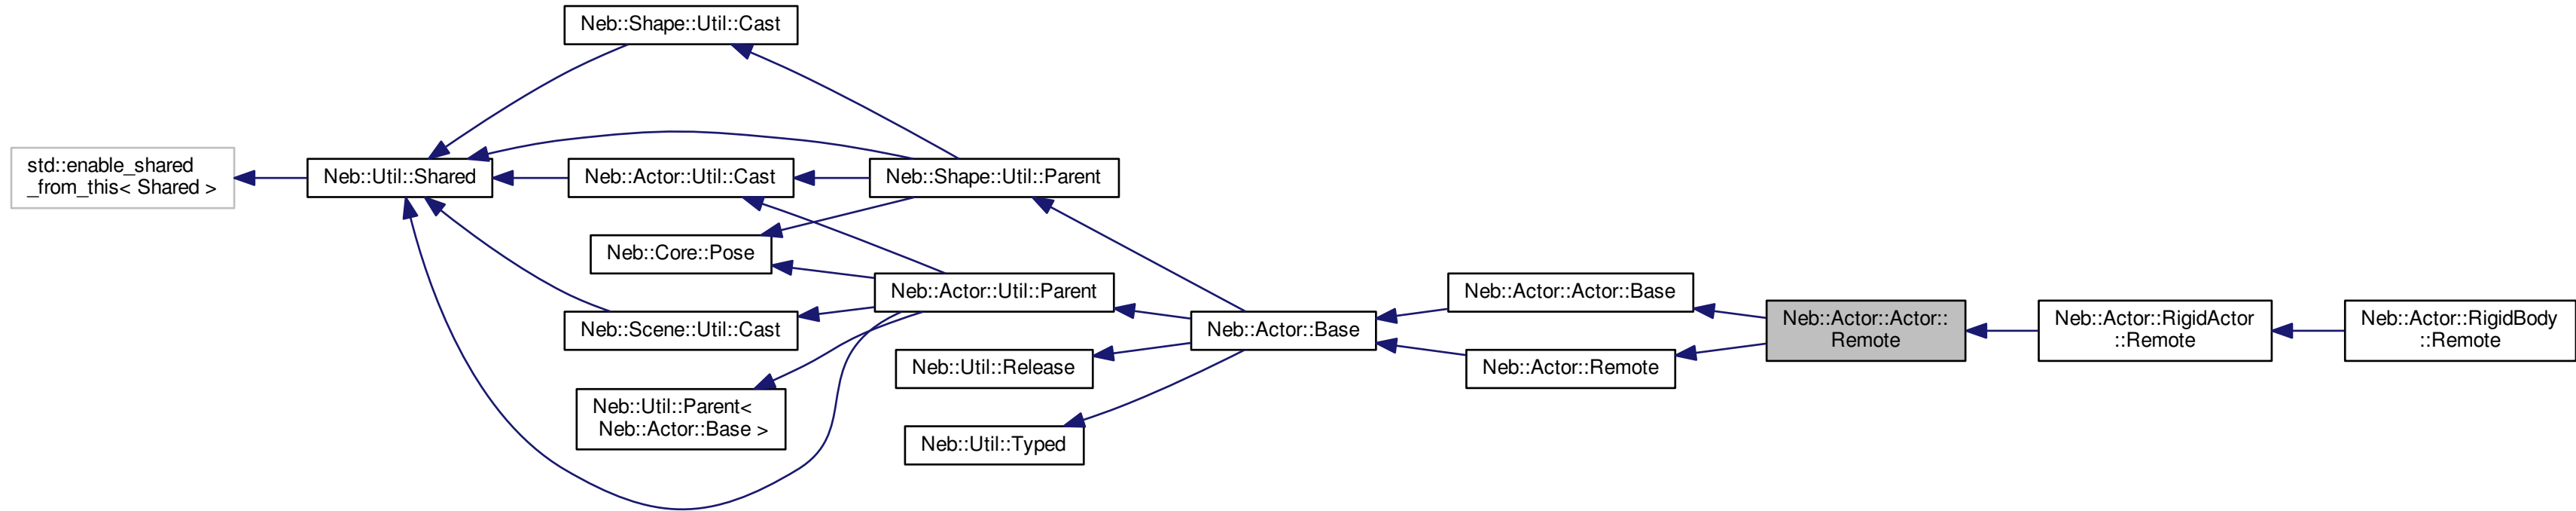 Neb::Shape::Util::Cast
std::enable_shared
_from_this< Shared >
Neb::Util::Shared
Neb::Actor::Util::Cast
Neb::Shape::Util::Parent
Neb::Core::Pose
Neb::Actor::Util::Parent
Neb::Scene::Util::Cast
Neb::Util::Parent<
Neb::Actor::Base >
Neb::Actor::Base
Neb::Util::Release
Neb::Util::Typed
Neb::Actor::Actor::Base
Neb::Actor::Remote
Neb::Actor::Actor::
Remote
Neb::Actor::RigidActor
::Remote
Neb::Actor::RigidBody
::Remote